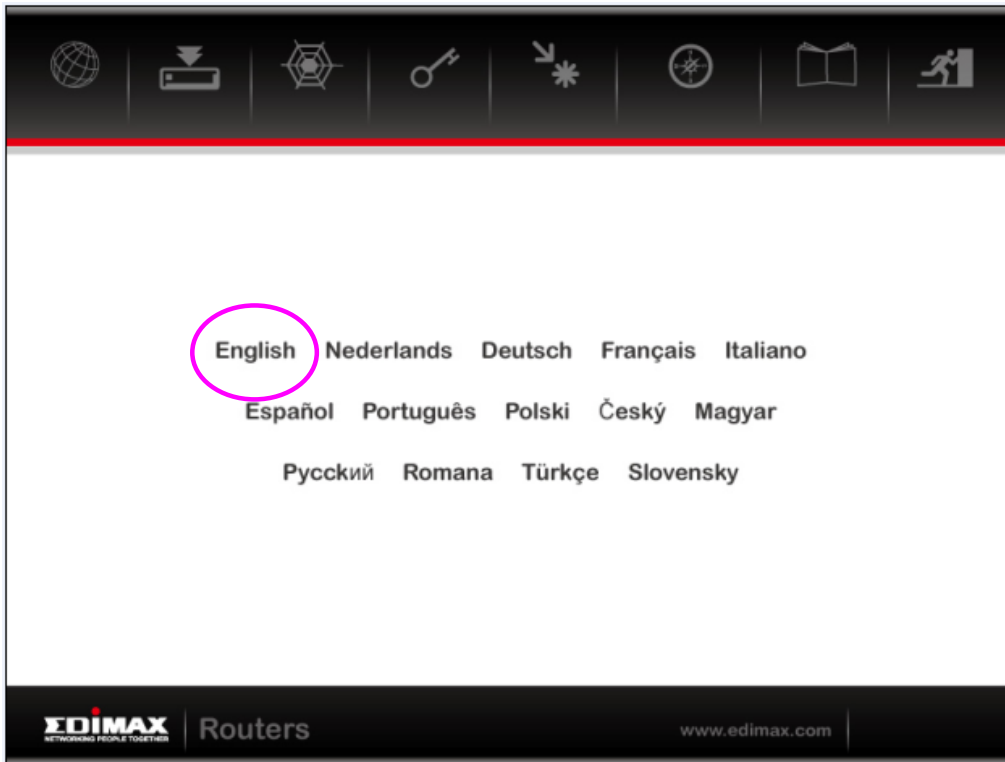 English Nederlands Deutsch Français Italiano
Español Português Polski Český Magyar
Русский Romana Türkçe Slovensky
EDIMAX
NETWORKING PEOPLE TOGETHER
Routers
www.edimax.com